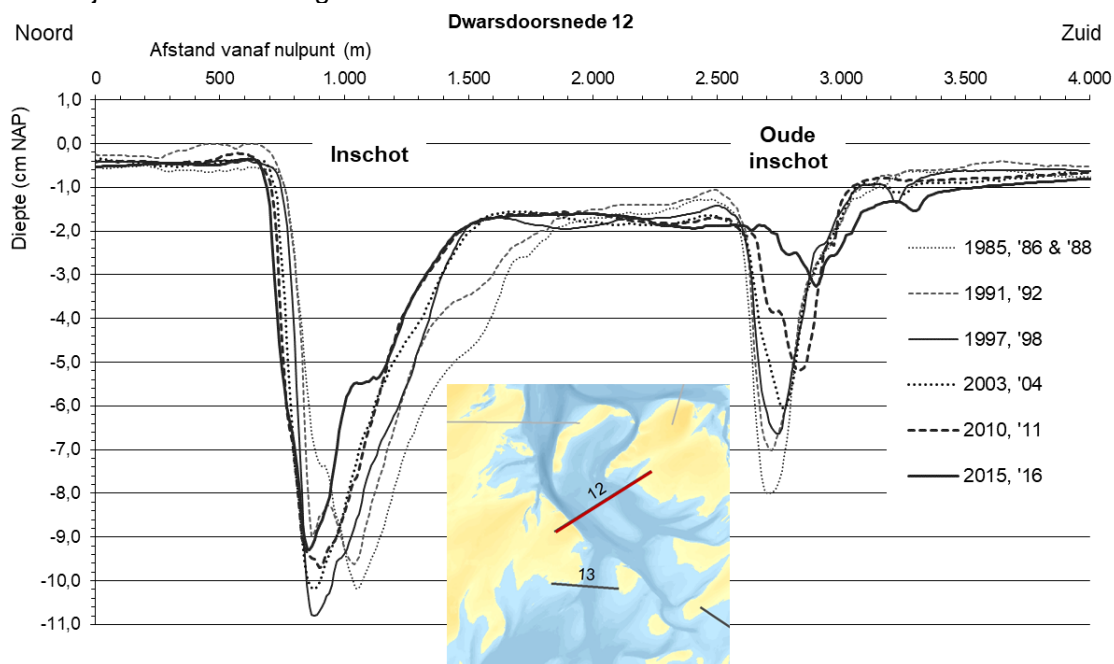 Dwarsdoorsnede 12
Noord
Zuid
Afstand vanaf nulpunt (m)
0 500 1.000 1.500 2.000 2.500 3.000 3.500 4.000
Diepte (cm NAP)
1,0
0,0
-1,0
-2,0
-3,0
-4,0
-5,0
-6,0
-7,0
-8,0
-9,0
-10,0
-11,0
Inschot
Oude
inschot
1985, '86 & '88
1991, '92
1997, '98
2003, '04
2010, '11
2015, '16
12
13